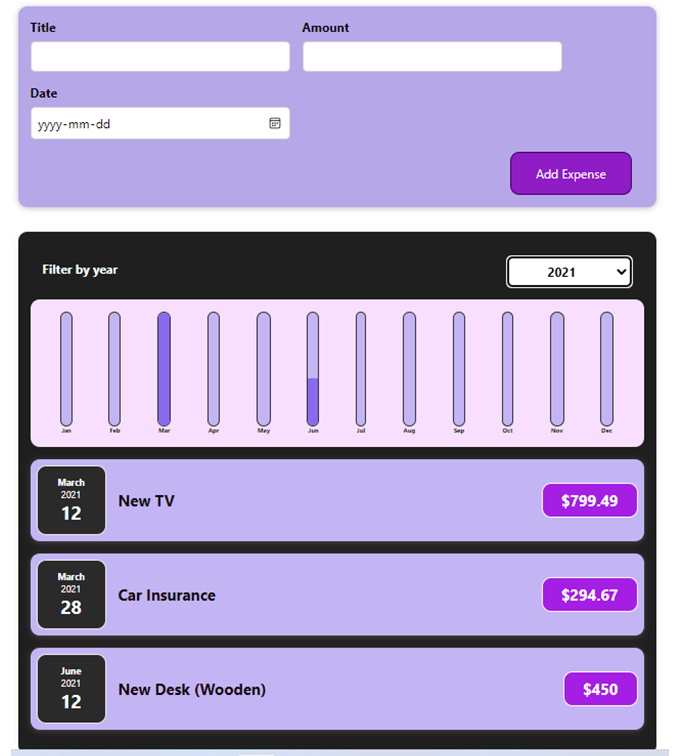 Title Amount
Date
yyyy-mm-dd
Add Expense
Filter by year 2021
Jan Feb Mar Apr May Jun Jul Aug Sep Oct Nov Dec
March
2021
12
New TV $799.49
March
2021
28
Car Insurance $294.67
June
2021
12
New Desk (Wooden) $450